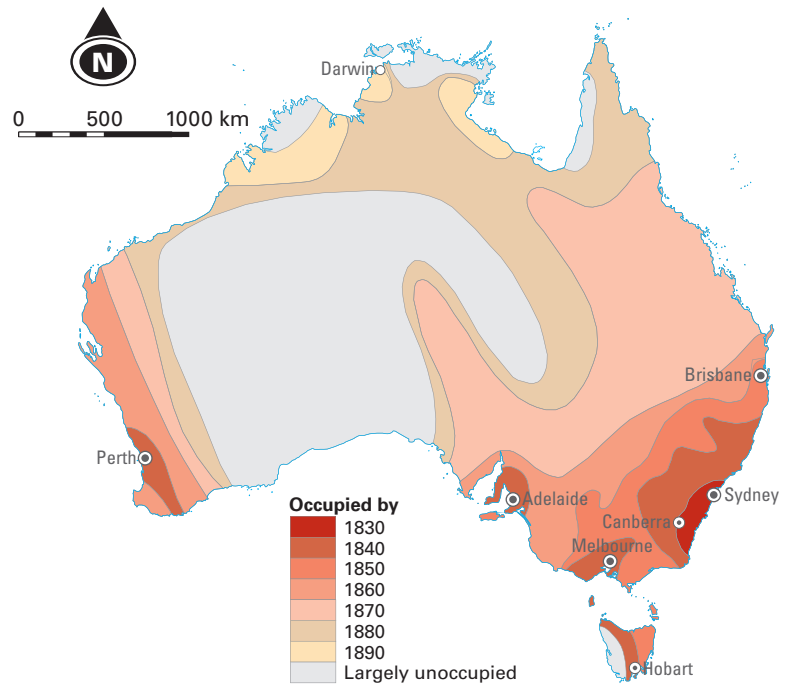 N
0 500 1000 km
Darwin
Brisbane
Perth
Sydney
Adelaide
Canberra
Melbourne
Hobart
Occupied by
1830
1840
1850
1860
1870
1880
1890
Largely unoccupied